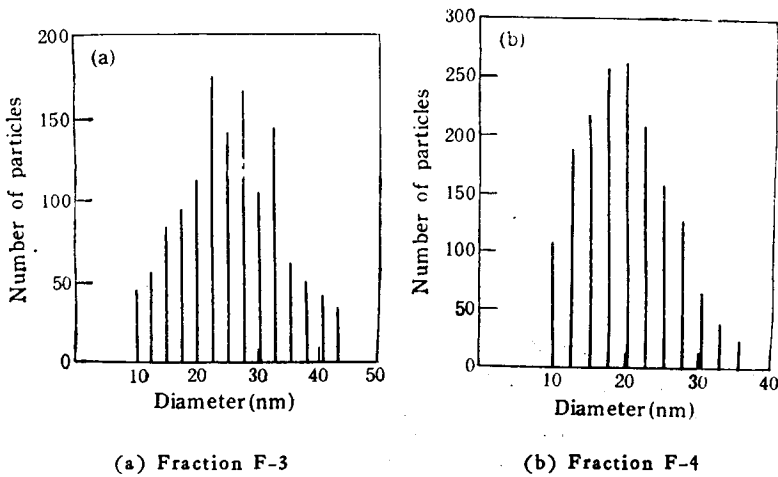 (a)
Number of particles
200
150
100
50
0
10 20 30 40 50
Diameter(nm)
(a) Fraction F-3
(b)
Number of particles
300
250
200
150
100
50
0
10 20 30 40
Diameter(nm)
(b) Fraction F-4